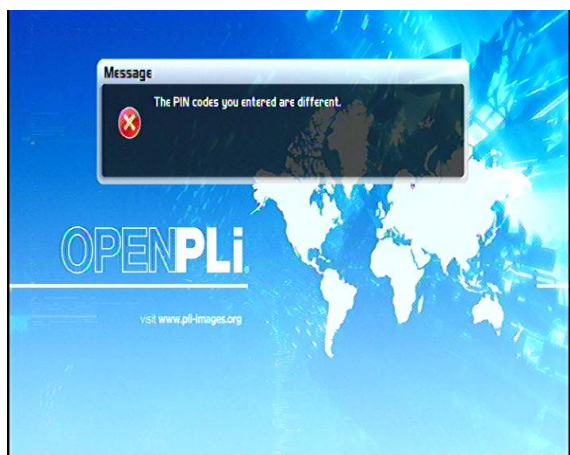 Message
The PIN codes you entered are different.
OPENPLi
visit www.pli-images.org